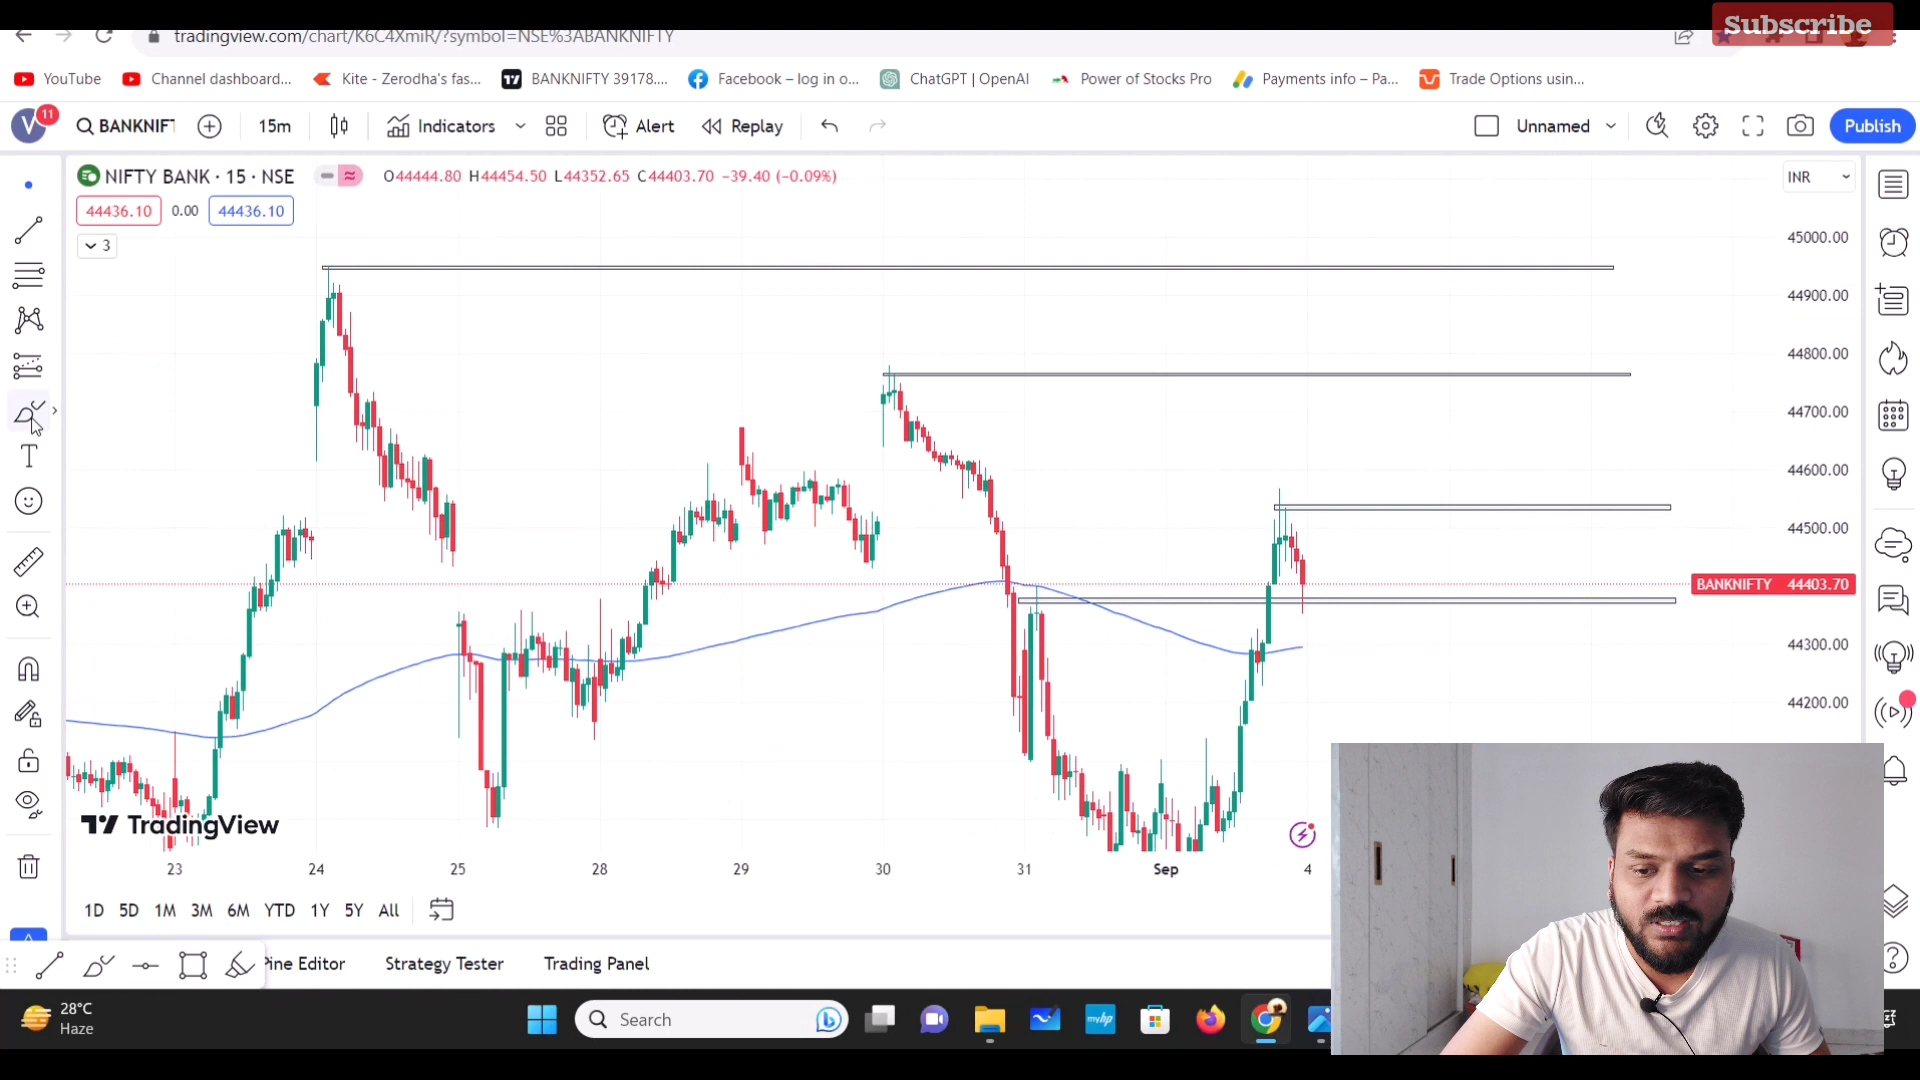 Subscribe
tradingview.com/chart/K6C4XmiR/?symbol=NSE%3ABANKNIFTY
YouTube
Channel dashboard...
Kite - Zerodha's fas...
BANKNIFTY 39178....
Facebook – log in o...
ChatGPT | OpenAI
Power of Stocks Pro
Payments info – Pa...
Trade Options usin...
V
11
BANKNIFT
15m
Indicators
Alert
Replay
Unnamed
Publish
NIFTY BANK · 15 · NSE
O44444.80 H44454.50 L44352.65 C44403.70 −39.40 (−0.09%)
INR
44436.10
0.00
44436.10
3
45000.00
44900.00
44800.00
44700.00
44600.00
44500.00
BANKNIFTY 44403.70
44300.00
44200.00
TradingView
23
24
25
28
29
30
31
Sep
4
1D 5D 1M 3M 6M YTD 1Y 5Y All
Pine Editor
Strategy Tester
Trading Panel
28°C
Haze
Search
myhp